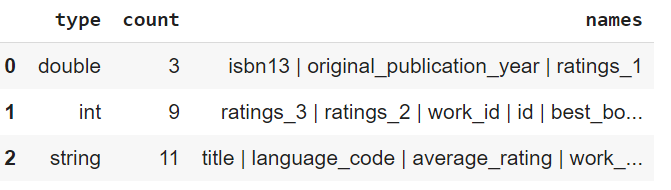 type count names
0 double 3 isbn13 | original_publication_year | ratings_1
1 int 9 ratings_3 | ratings_2 | work_id | id | best_bo...
2 string 11 title | language_code | average_rating | work_...